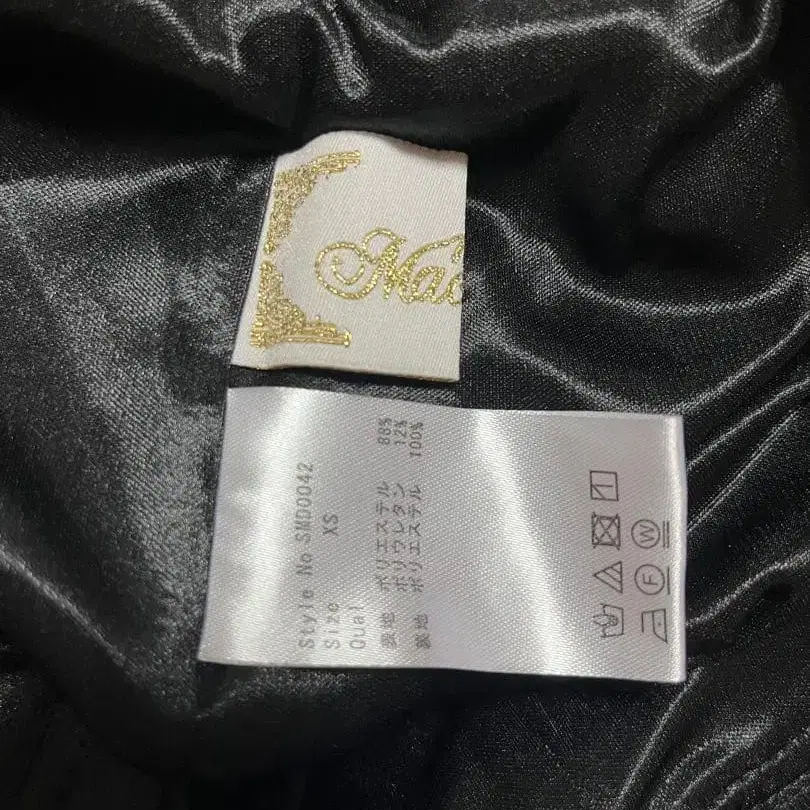 Style No SMD0042
Size XS
Qual
表地 ポリエステル 88%
ポリウレタン 12%
裏地 ポリエステル 100%
F W